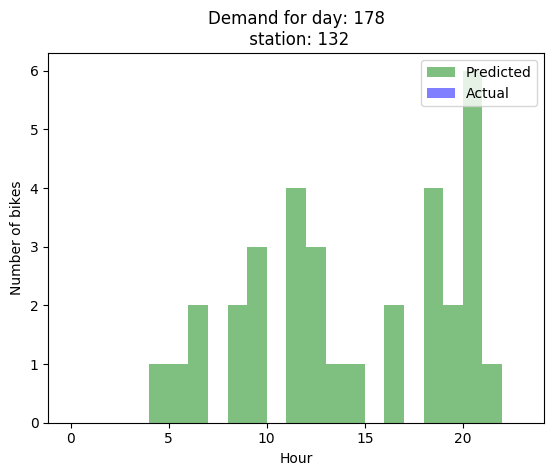 Demand for day: 178
station: 132
Predicted
Actual
Number of bikes
6
5
4
3
2
1
0
0
5
10
15
20
Hour